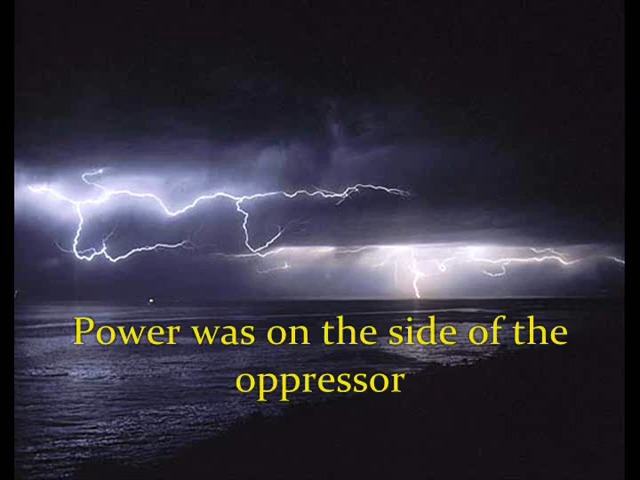 Power was on the side of the
oppressor